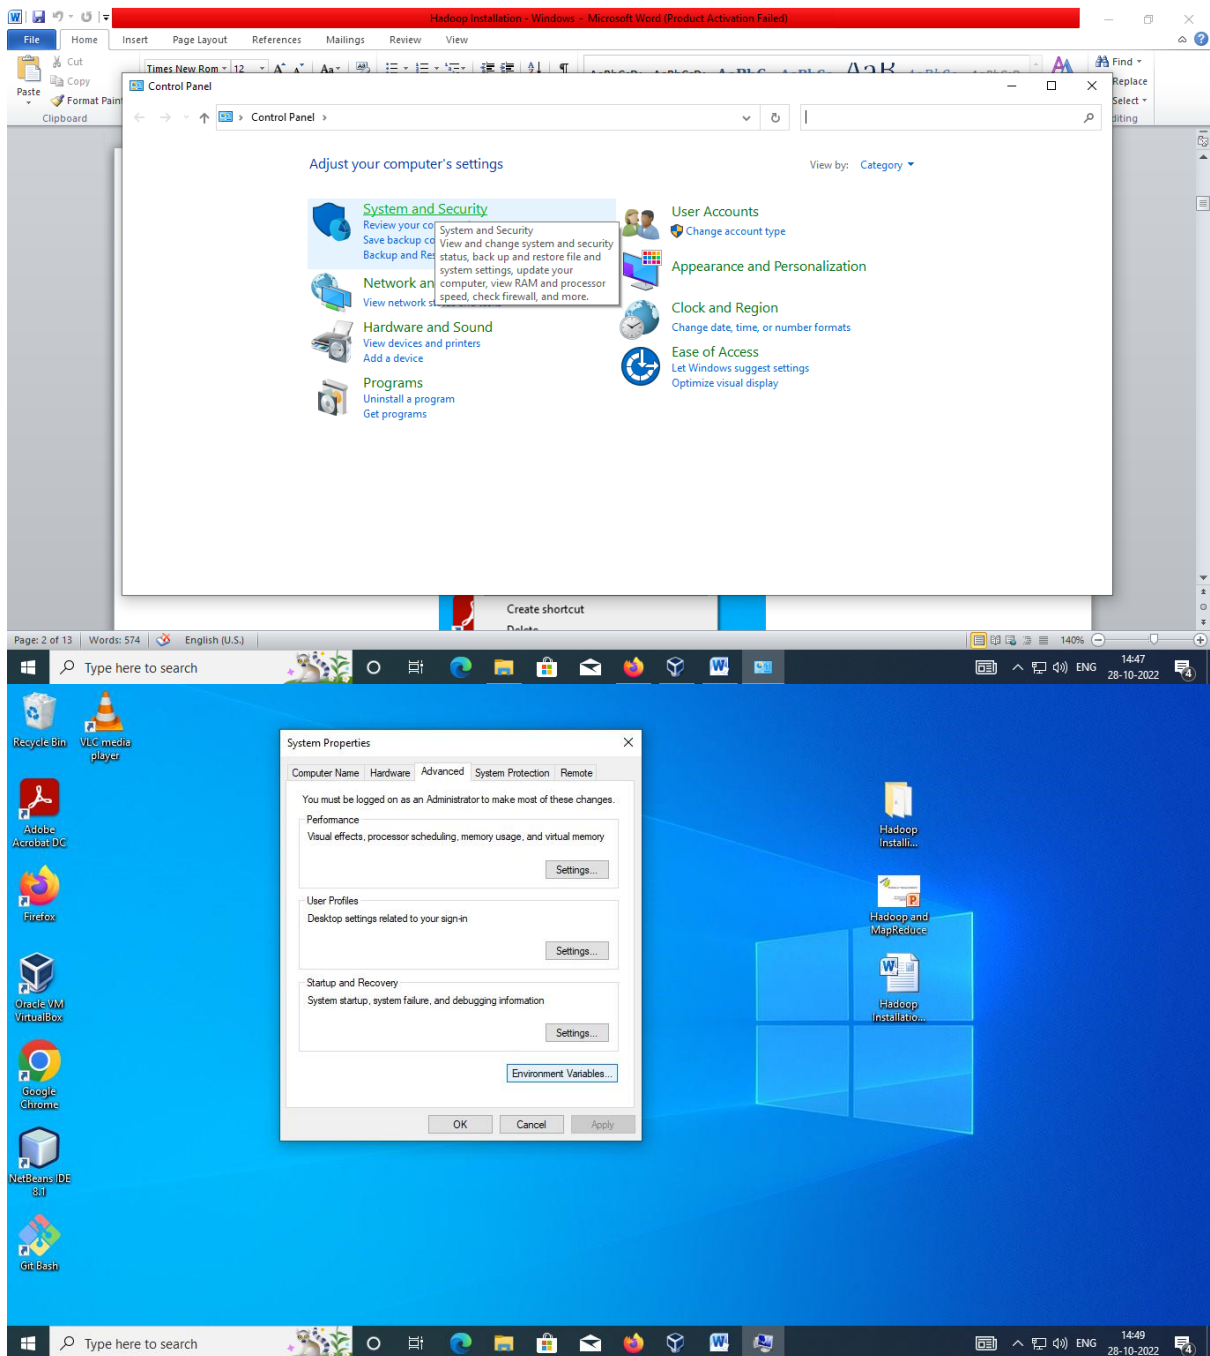 Hadoop Installation - Windows - Microsoft Word (Product Activation Failed)
File Home Insert Page Layout References Mailings Review View
Cut
Copy
Format Pain
Paste
Clipboard
Times New Rom 12
Find
Replace
Select
diting
Control Panel
Control Panel
Adjust your computer's settings
View by: Category
System and Security
Review your co
Save backup co
Backup and Res
System and Security
View and change system and security
status, back up and restore file and
system settings, update your
computer, view RAM and processor
speed, check firewall, and more.
Network an
View network s
Hardware and Sound
View devices and printers
Add a device
Programs
Uninstall a program
Get programs
User Accounts
Change account type
Appearance and Personalization
Clock and Region
Change date, time, or number formats
Ease of Access
Let Windows suggest settings
Optimize visual display
Create shortcut
Delete
Page: 2 of 13 Words: 574 English (U.S.) 140%
Type here to search
ENG
14:47
28-10-2022
4
Recycle Bin
VLC media
player
Adobe
Acrobat DC
Firefox
Oracle VM
VirtualBox
Google
Chrome
NetBeans IDE
8.1
Git Bash
System Properties
Computer Name Hardware Advanced System Protection Remote
You must be logged on as an Administrator to make most of these changes.
Performance
Visual effects, processor scheduling, memory usage, and virtual memory
Settings...
User Profiles
Desktop settings related to your sign-in
Settings...
Startup and Recovery
System startup, system failure, and debugging information
Settings...
Environment Variables...
OK Cancel Apply
Hadoop
Installi...
Hadoop and
MapReduce
Hadoop
Installatio...
Type here to search
ENG
14:49
28-10-2022
4